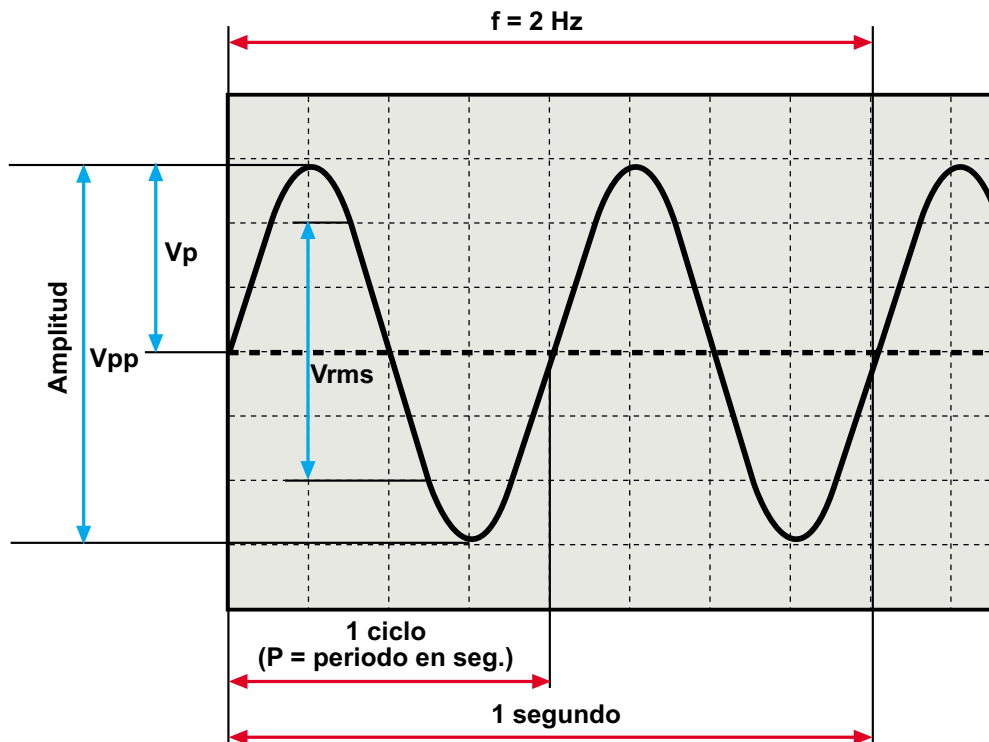 f = 2 Hz
Vp
Amplitud
Vpp
Vrms
1 ciclo
(P = periodo en seg.)
1 segundo